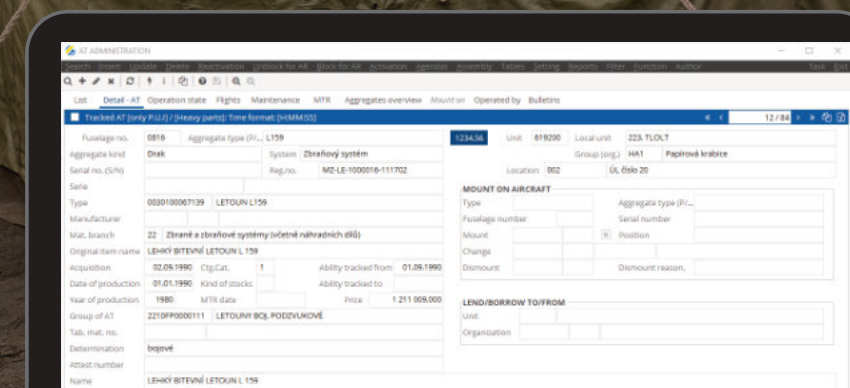 AT ADMINISTRATION
Search Insert Update Delete Reactivation Unblock for AR Block for AR Activation Agendas Assembly Tables Setting Reports Filter Function Author Task Exit
List Detail - AT Operation state Flights Maintenance MTR Aggregates overview Mount on Operated by Bulletins
Tracked AT [only P.U.J] / [Heavy parts]: Time format: (H)MM:SS] 12 / 84
Fuselage no. 0816 Aggregate type (P/... L159 1234,56 Unit 619200 Local unit 223. TLOLT
Aggregate kind Drak System Zbraňový systém Group (org.) HA1 Papírová krabice
Serial no. (S/N) Reg.no. MZ-LE-1000016-111702 Location 002 ÚL číslo 20
Serie MOUNT ON AIRCRAFT
Type 0030100067139 LETOUN L159 Type Aggregate type (P/...
Manufacturer Fuselage number Serial number
Mat. branch 22 Zbraně a zbraňové systémy (včetně náhradních dílů) Mount Position
Original item name LEHKÝ BITEVNÍ LETOUN L 159 Change
Acquisition 02.09.1990 Ctg.Cat. 1 Ability tracked from 01.09.1990 Dismount Dismount reason.
Date of production 01.01.1990 Kind of stocks Ability tracked to
Year of production 1980 MTR date Price 1 211 009,000 LEND/BORROW TO/FROM
Group of AT 2210FP0000111 LETOUNY BOJ. PODZVUKOVÉ Unit
Tab. mat. no. Organization
Determination bojové
Attest number
Name LEHKÝ BITEVNÍ LETOUN L 159